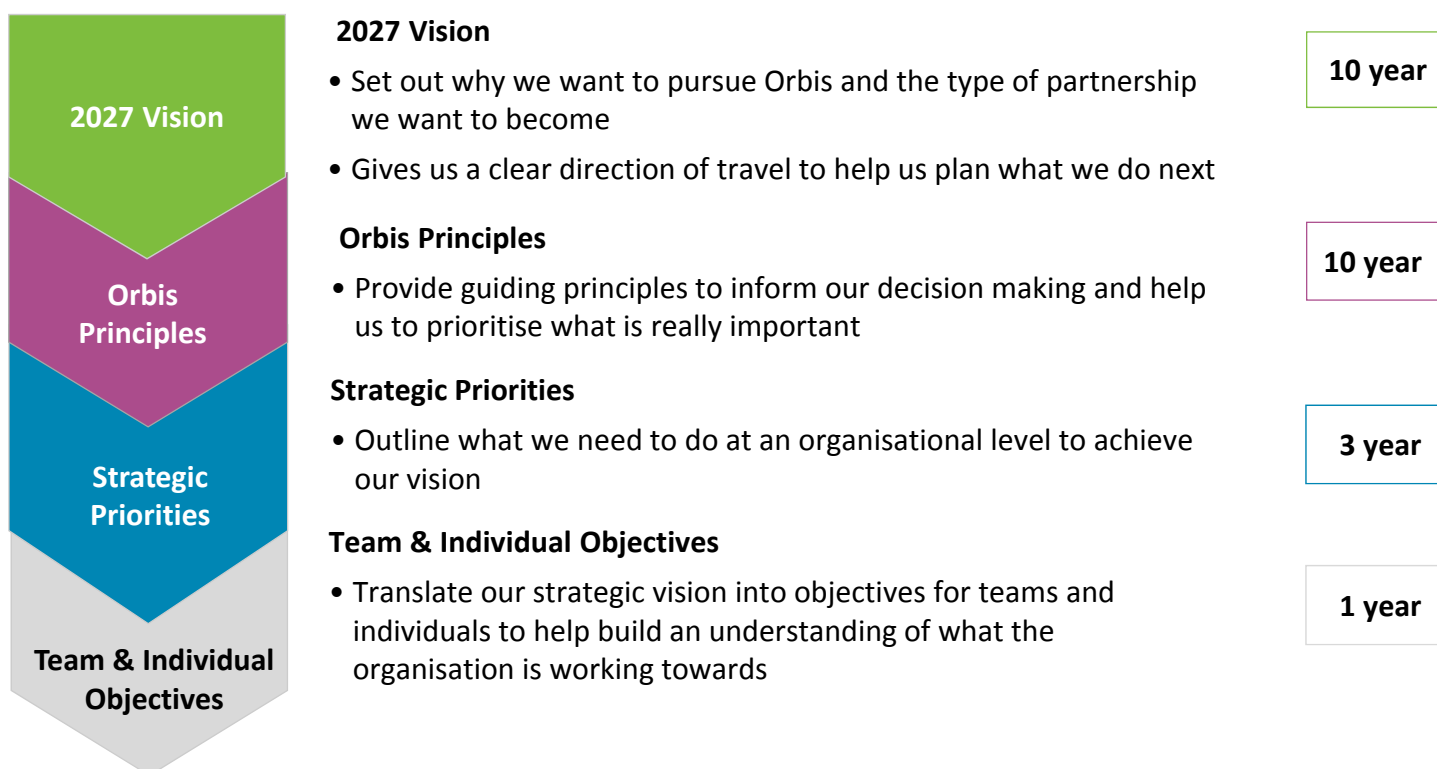 2027 Vision
2027 Vision
• Set out why we want to pursue Orbis and the type of partnership
we want to become
• Gives us a clear direction of travel to help us plan what we do next
10 year
Orbis
Principles
Orbis Principles
• Provide guiding principles to inform our decision making and help
us to prioritise what is really important
10 year
Strategic
Priorities
Strategic Priorities
• Outline what we need to do at an organisational level to achieve
our vision
3 year
Team & Individual
Objectives
Team & Individual Objectives
• Translate our strategic vision into objectives for teams and
individuals to help build an understanding of what the
organisation is working towards
1 year